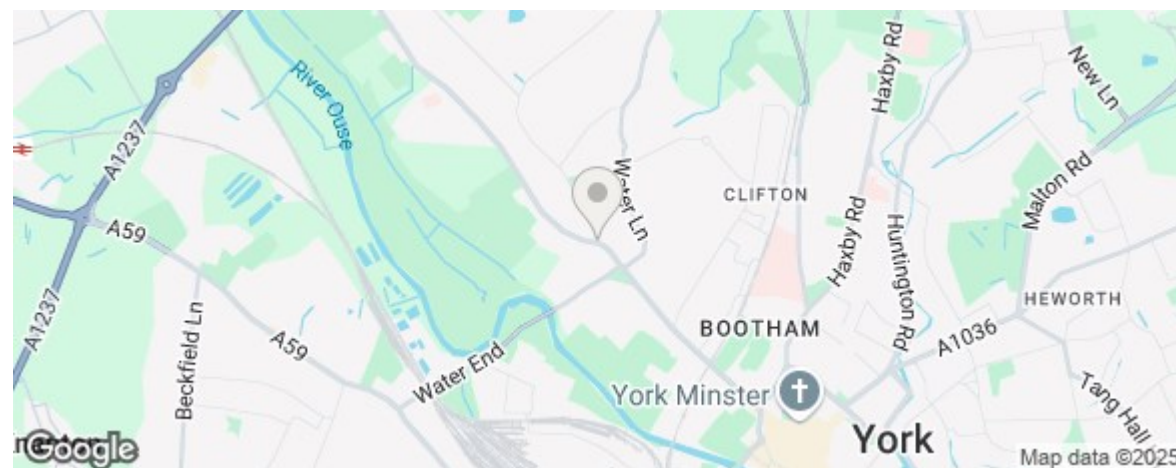 River Ouse
A1237
A59
A1237
Beckfield Ln
A59
Water End
Water Ln
CLIFTON
Haxby Rd
Haxby Rd
Huntington Rd
New Ln
Malton Rd
HEWORTH
BOOTHAM
A1036
Tang Hall
York Minster
York
Google
Map data ©2025